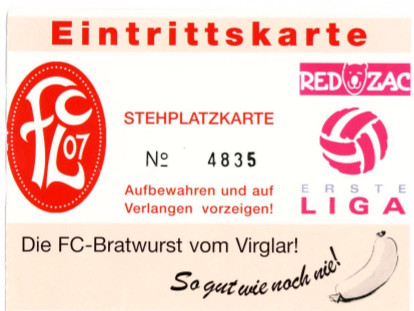 Eintrittskarte
FC
L07
RED ZAC
STEHPLATZKARTE
Nº 4835
Aufbewahren und auf
Verlangen vorzeigen!
ERSTE
LIGA
Die FC-Bratwurst vom Virglar!
So gut wie noch nie!